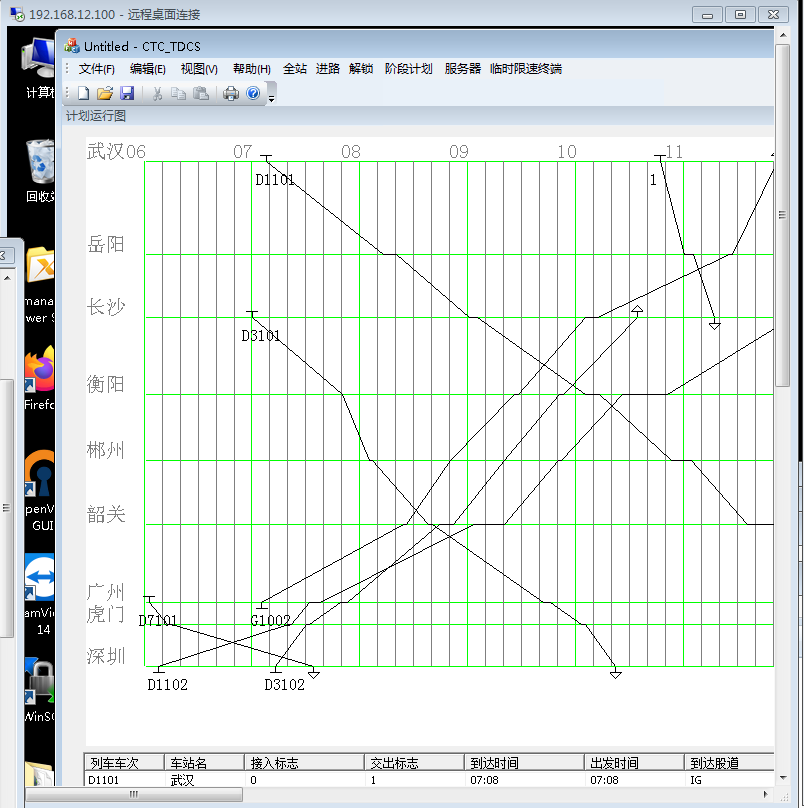 192.168.12.100 - 远程桌面连接
Untitled - CTC_TDCS
文件(F) 编辑(E) 视图(V) 帮助(H) 全站 进路 解锁 阶段计划 服务器 临时限速终端
计划运行图
计算机
回收站
mana
wer S
Firefo
penV
GUI
amVi
14
WinSC
武汉 06 07 08 09 10 11
D1101 1
岳阳
长沙
D3101
衡阳
郴州
韶关
广州
虎门
D7101 G1002
深圳
D1102 D3102
列车车次 车站名 接入标志 交出标志 到达时间 出发时间 到达股道
D1101 武汉 0 1 07:08 07:08 IG